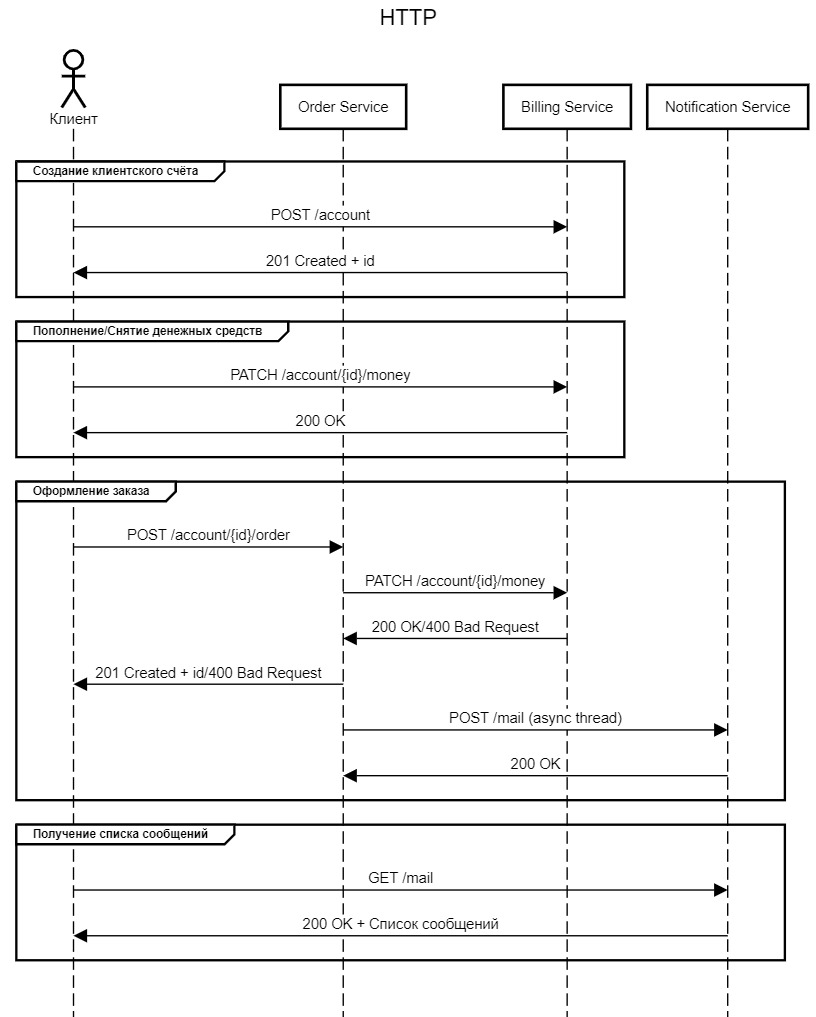 HTTP
Клиент
Order Service
Billing Service
Notification Service
Создание клиентского счёта
POST /account
201 Created + id
Пополнение/Снятие денежных средств
PATCH /account/{id}/money
200 OK
Оформление заказа
POST /account/{id}/order
PATCH /account/{id}/money
200 OK/400 Bad Request
201 Created + id/400 Bad Request
POST /mail (async thread)
200 OK
Получение списка сообщений
GET /mail
200 OK + Список сообщений